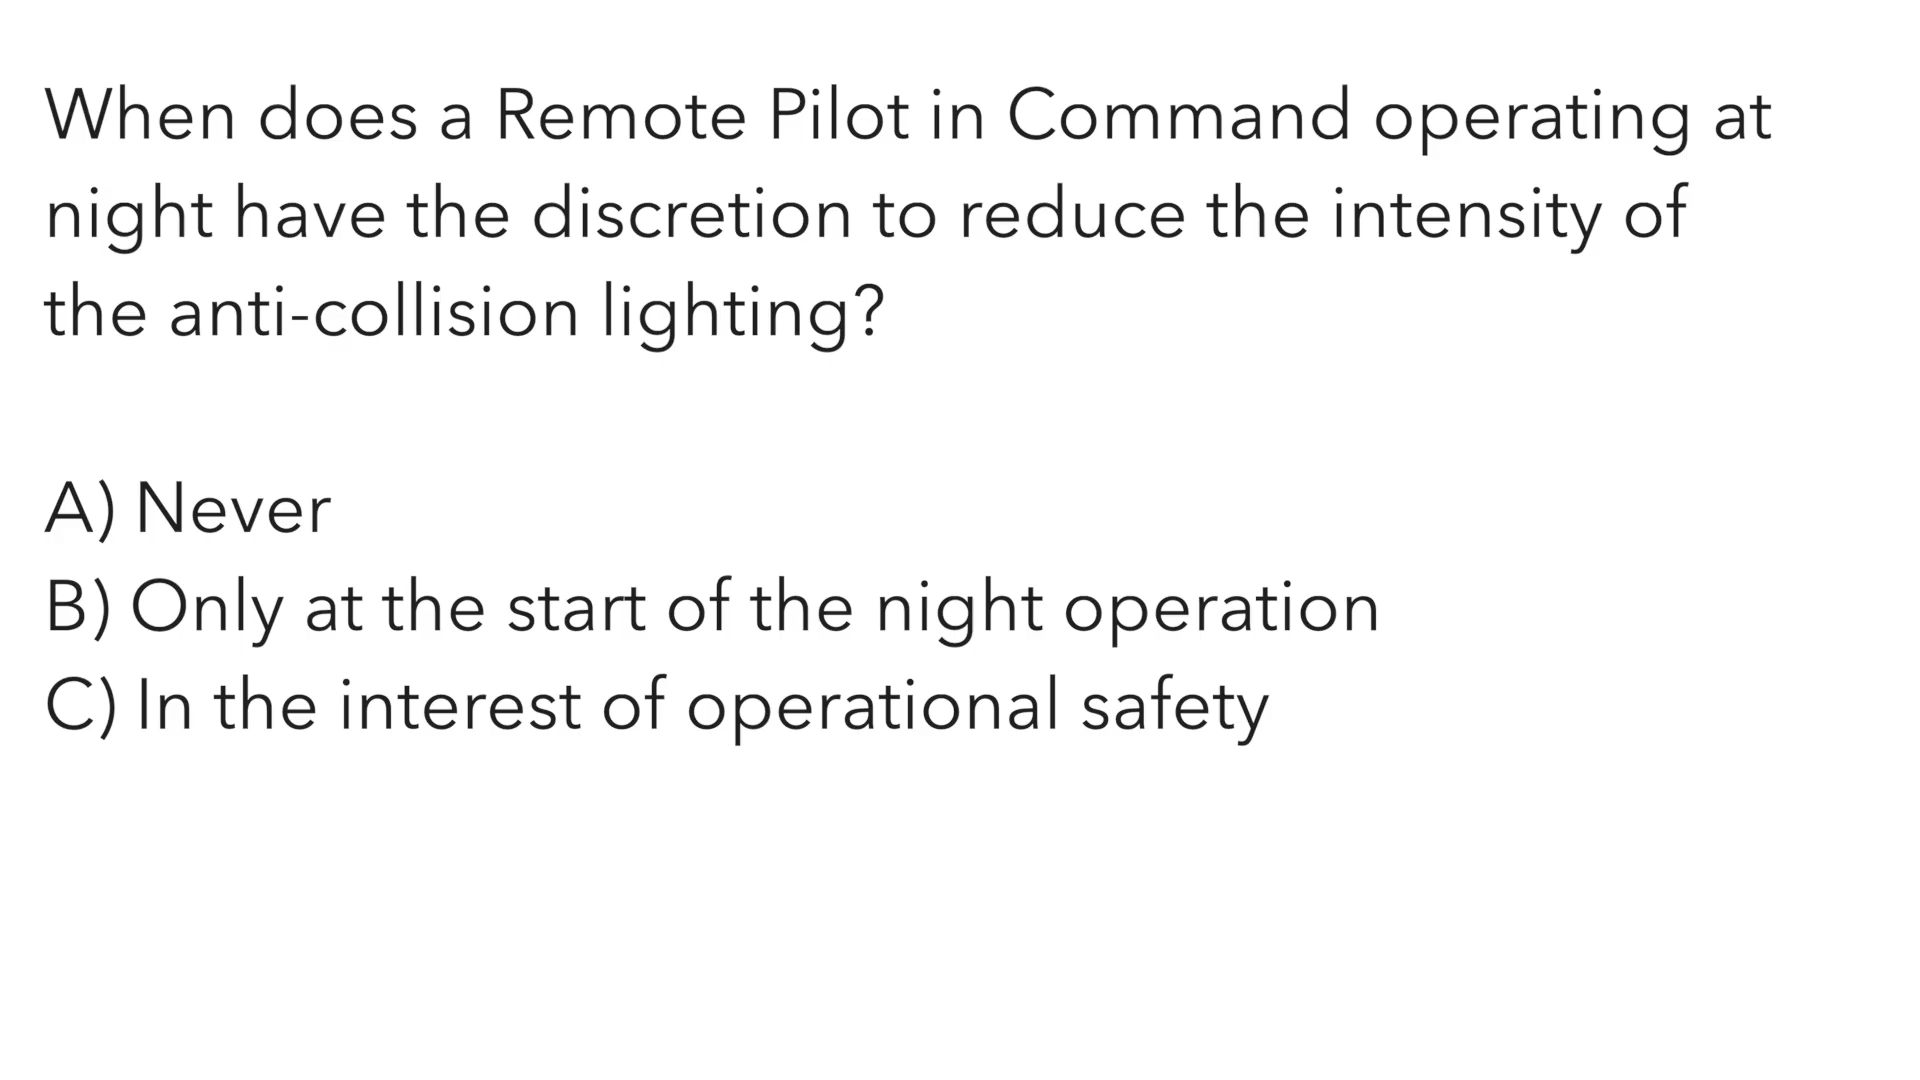 When does a Remote Pilot in Command operating at
night have the discretion to reduce the intensity of
the anti-collision lighting?
A) Never
B) Only at the start of the night operation
C) In the interest of operational safety